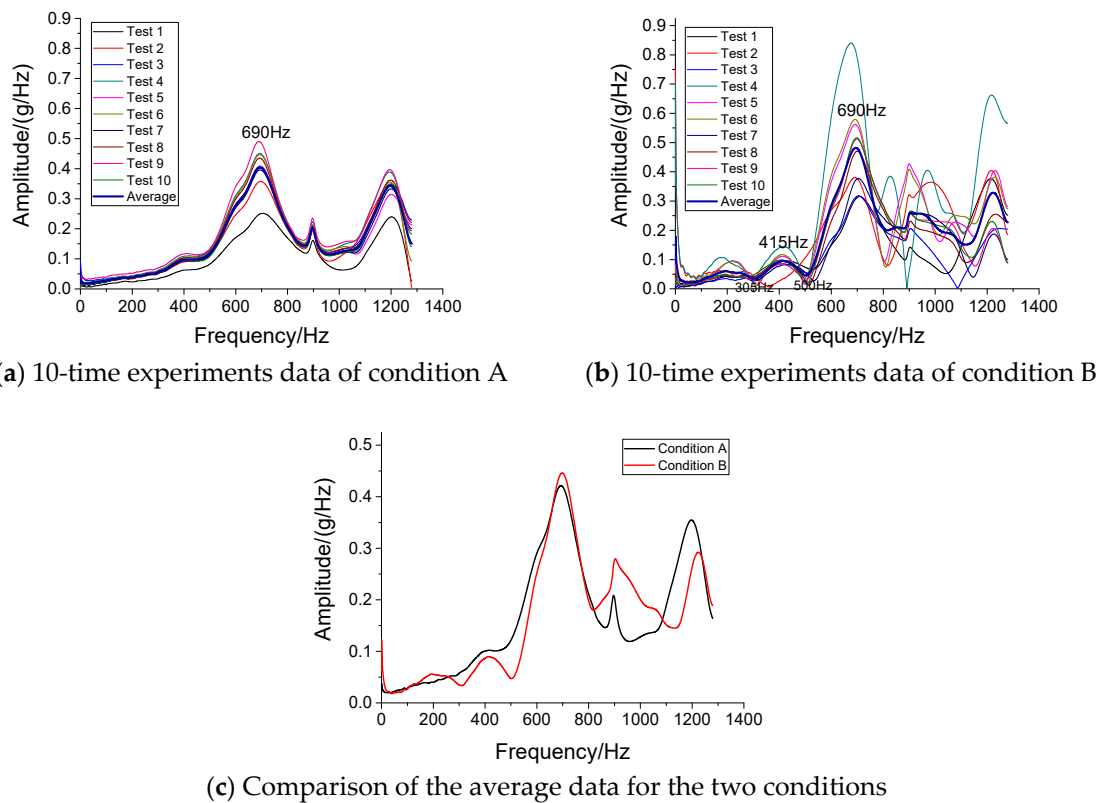 0.9
0.8
0.7
0.6
0.5
0.4
0.3
0.2
0.1
0.0
Amplitude/(g/Hz)
Test 1
Test 2
Test 3
Test 4
Test 5
Test 6
Test 7
Test 8
Test 9
Test 10
Average
690Hz
0 200 400 600 800 1000 1200 1400
Frequency/Hz
a) 10-time experiments data of condition A
0.9
0.8
0.7
0.6
0.5
0.4
0.3
0.2
0.1
0.0
Amplitude/(g/Hz)
Test 1
Test 2
Test 3
Test 4
Test 5
Test 6
Test 7
Test 8
Test 9
Test 10
Average
690Hz
415Hz
305Hz
500Hz
0 200 400 600 800 1000 1200 1400
Frequency/Hz
(b) 10-time experiments data of condition B
0.5
0.4
0.3
0.2
0.1
0.0
Amplitude/(g/Hz)
Condition A
Condition B
0 200 400 600 800 1000 1200 1400
Frequency/Hz
(c) Comparison of the average data for the two conditions